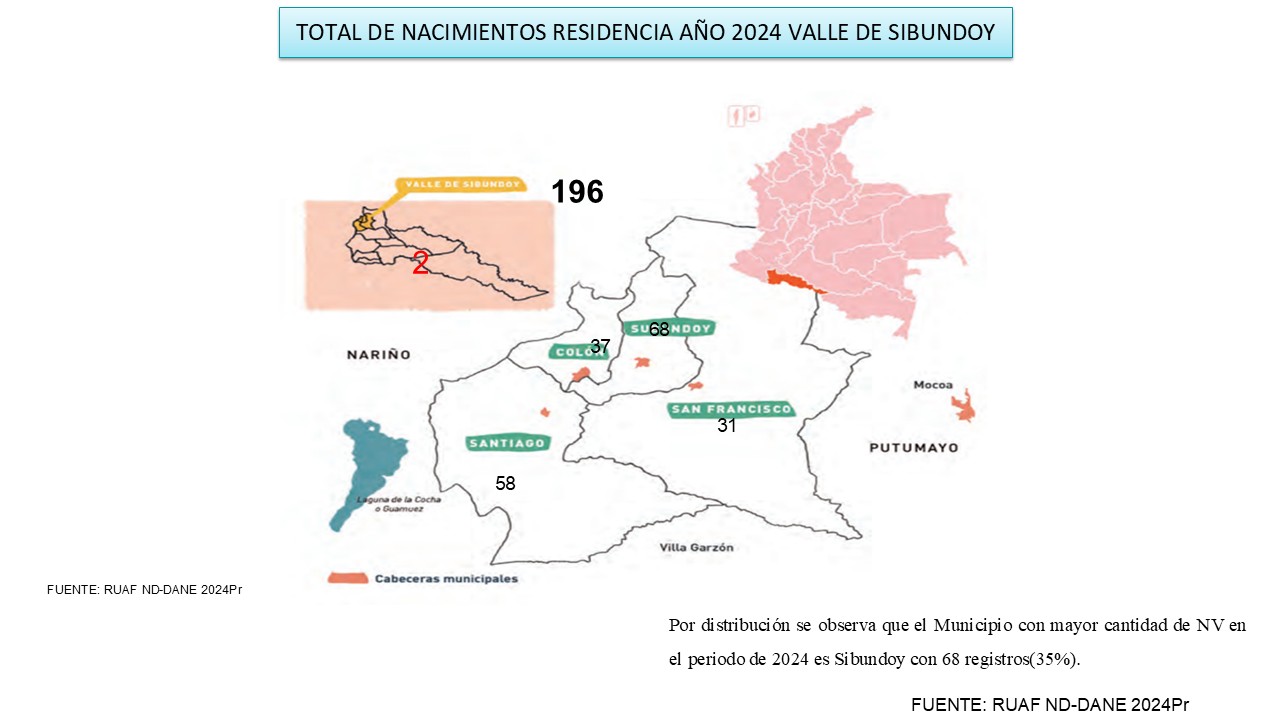 TOTAL DE NACIMIENTOS RESIDENCIA AÑO 2024 VALLE DE SIBUNDOY
VALLE DE SIBUNDOY
196
2
SIBUNDOY
68
COLÓN
37
NARIÑO
Mocoa
SAN FRANCISCO
31
SANTIAGO
PUTUMAYO
58
Laguna de la Cocha
o Guamuez
Villa Garzón
Cabeceras municipales
FUENTE: RUAF ND-DANE 2024Pr
Por distribución se observa que el Municipio con mayor cantidad de NV en
el periodo de 2024 es Sibundoy con 68 registros(35%).
FUENTE: RUAF ND-DANE 2024Pr